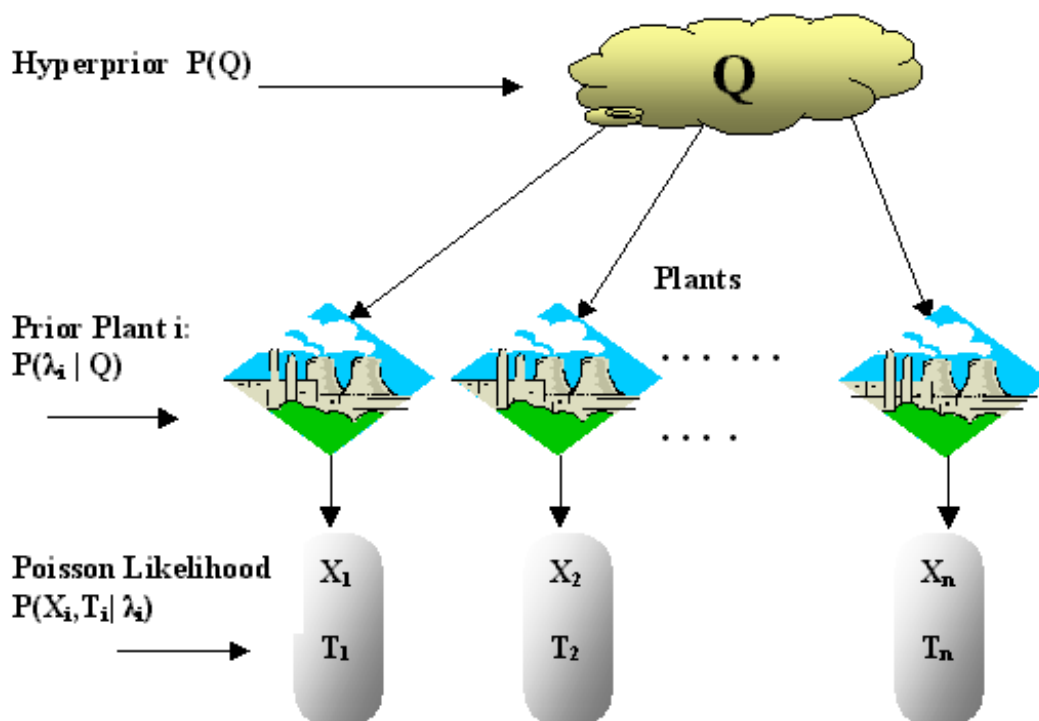 Hyperprior P(Q)
Q
Plants
Prior Plant i:
P(λᵢ | Q)
. . . . . .
. . . .
Poisson Likelihood
P(Xᵢ,Tᵢ| λᵢ)
X₁ X₂ Xₙ
T₁ T₂ Tₙ